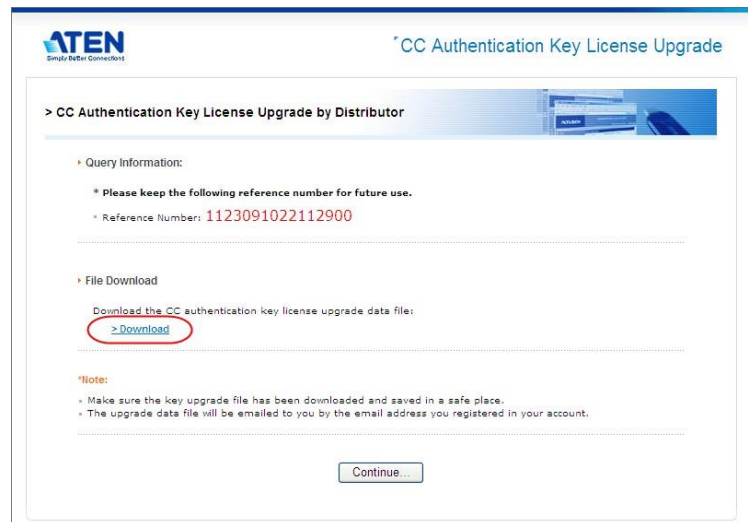 ATEN
Simply Better Connections
CC Authentication Key License Upgrade
> CC Authentication Key License Upgrade by Distributor
ALTUSEN
Query Information:
* Please keep the following reference number for future use.
Reference Number: 1123091022112900
File Download
Download the CC authentication key license upgrade data file:
> Download
*Note:
Make sure the key upgrade file has been downloaded and saved in a safe place.
The upgrade data file will be emailed to you by the email address you registered in your account.
Continue...